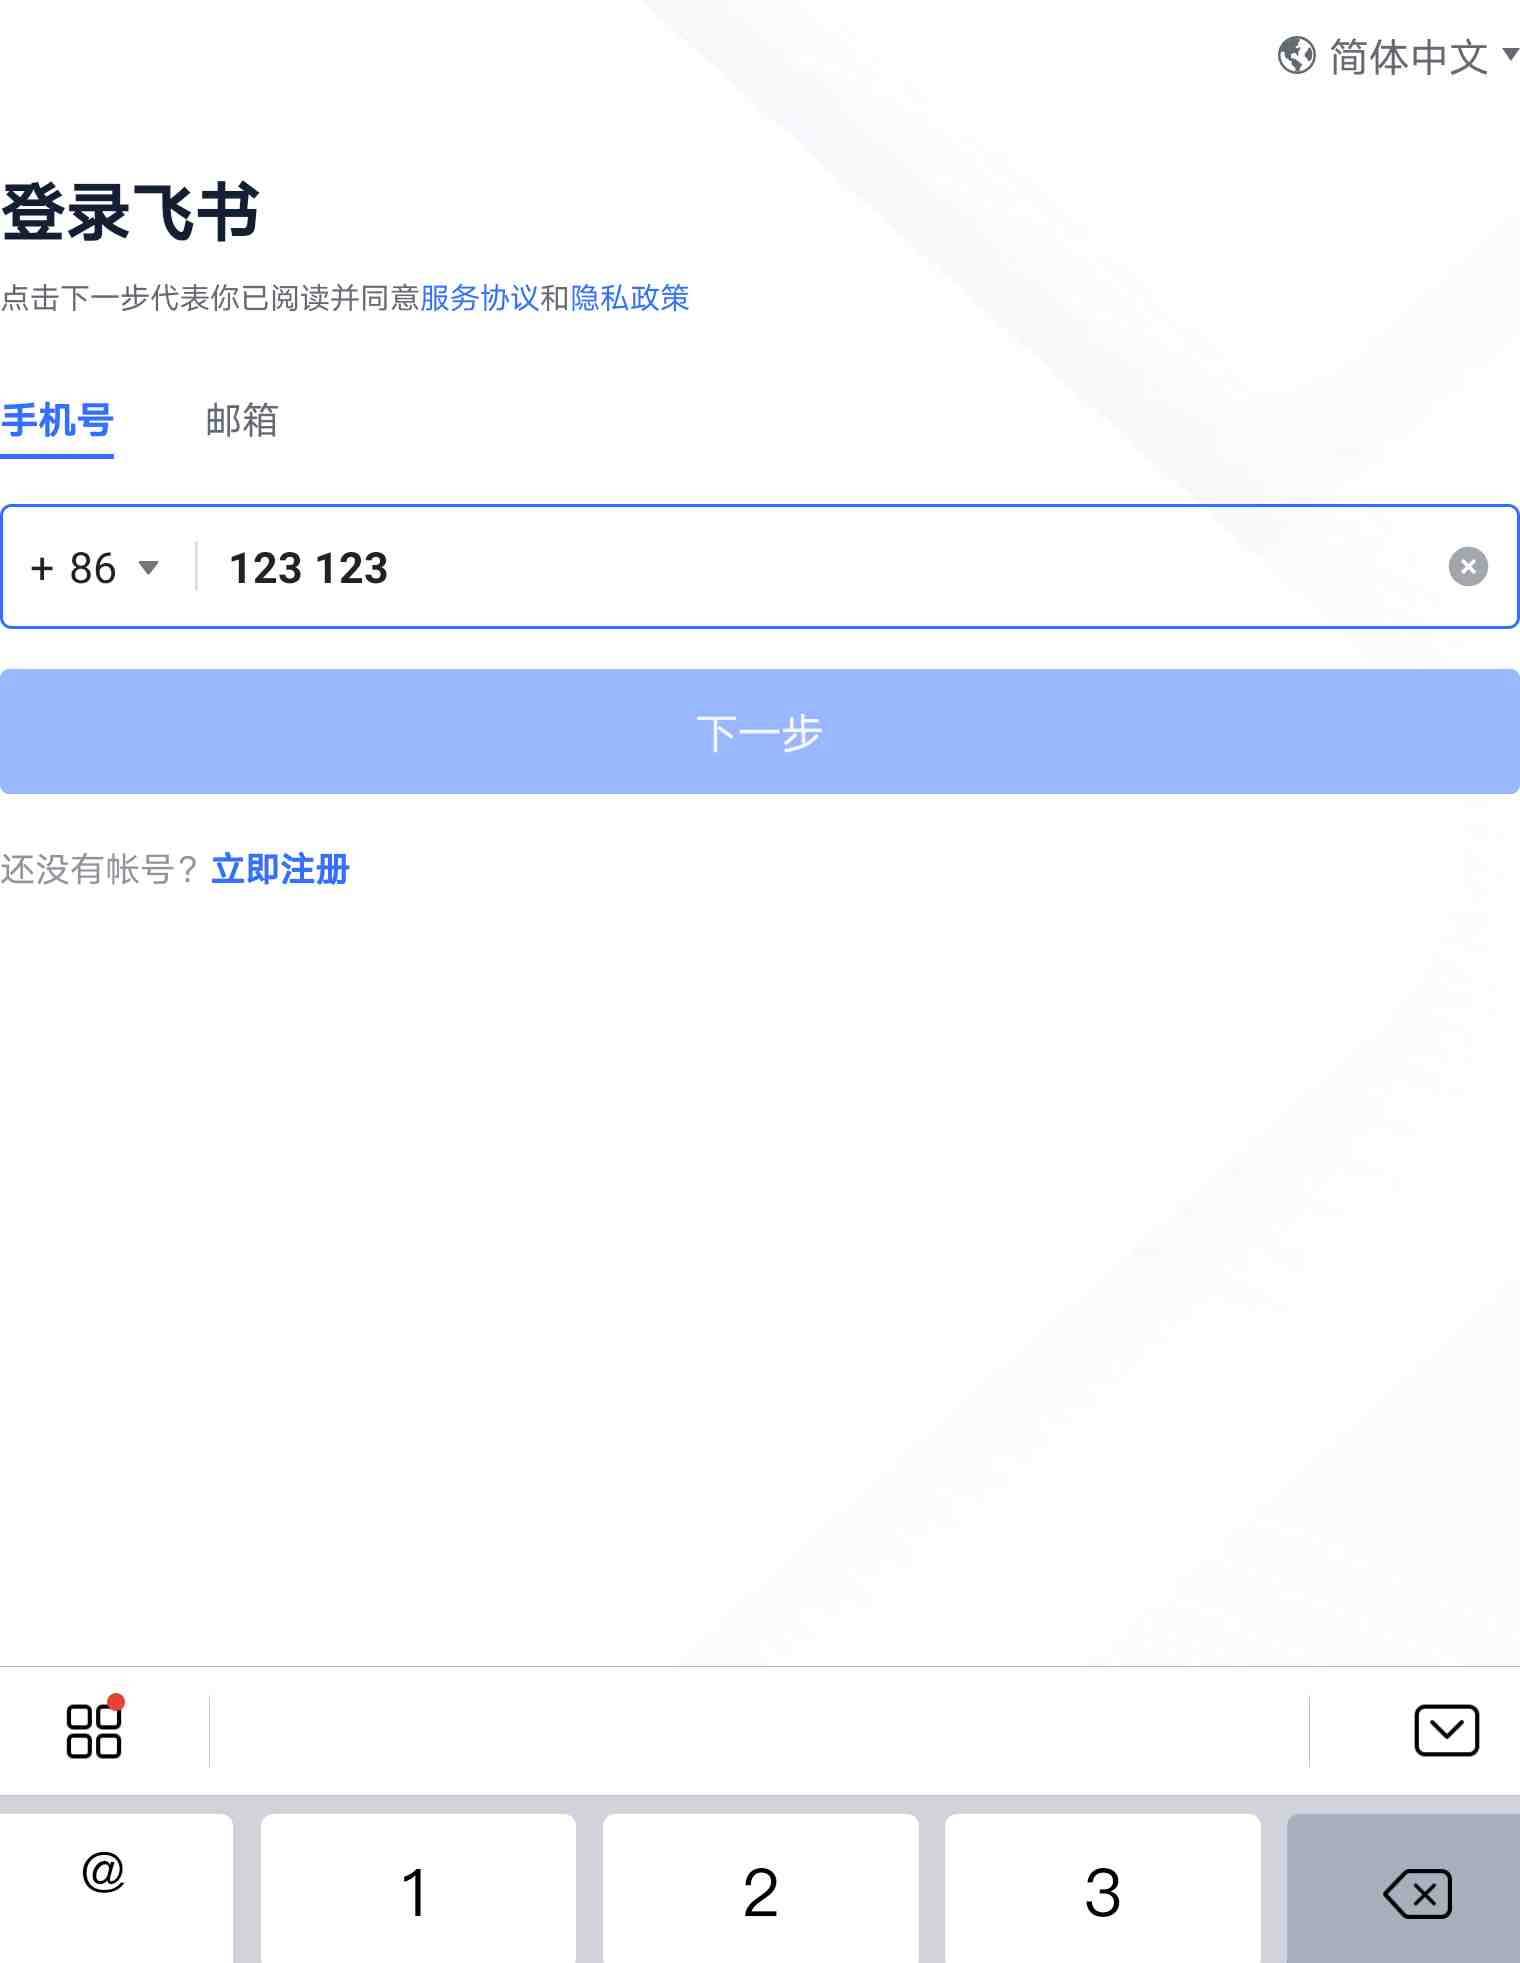 简体中文
登录飞书
点击下一步代表你已阅读并同意服务协议和隐私政策
手机号 邮箱
+ 86 123 123
下一步
还没有帐号？立即注册
@ 1 2 3